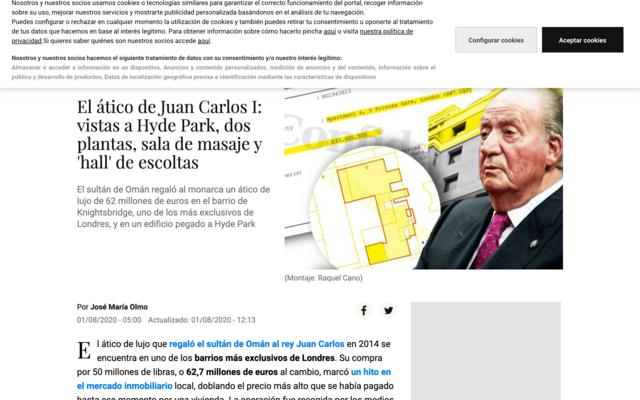 Nosotros y nuestros socios usamos cookies o tecnologías similares para garantizar el correcto funcionamiento del portal, recoger información
sobre su uso, mejorar nuestros servicios y mostrarte publicidad personalizada basándonos en el análisis de tu navegación.
Puedes configurar o rechazar en cualquier momento la utilización de cookies y también puedes retirar tu consentimiento u oponerte al tratamiento
de tus datos que hacemos en base al interés legítimo. Para obtener información sobre cómo hacerlo pincha aquí o visita nuestra política de
privacidad.Si quieres saber quiénes son nuestros socios accede aquí.
Nosotros y nuestros socios hacemos el siguiente tratamiento de datos con su consentimiento y/o nuestro interés legítimo:
Almacenar o acceder a información en un dispositivo, Anuncios y contenido personalizados, medición de anuncios y del contenido, información sobre el
público y desarrollo de productos, Datos de localización geográfica precisa e identificación mediante las características de dispositivos
Configurar cookies
Aceptar cookies
El ático de Juan Carlos I:
vistas a Hyde Park, dos
plantas, sala de masaje y
'hall' de escoltas
El sultán de Omán regaló al monarca un ático de
lujo de 62 millones de euros en el barrio de
Knightsbridge, uno de los más exclusivos de
Londres, y en un edificio pegado a Hyde Park
(Montaje: Raquel Cano)
Por José María Olmo
01/08/2020 - 05:00 Actualizado: 01/08/2020 - 12:13
El ático de lujo que regaló el sultán de Omán al rey Juan Carlos en 2014 se
encuentra en uno de los barrios más exclusivos de Londres. Su compra
por 50 millones de libras, o 62,7 millones de euros al cambio, marcó un hito en
el mercado inmobiliario local, doblando el precio más alto que se había pagado
hasta ese momento por una vivienda. La operación fue recogida por los medios